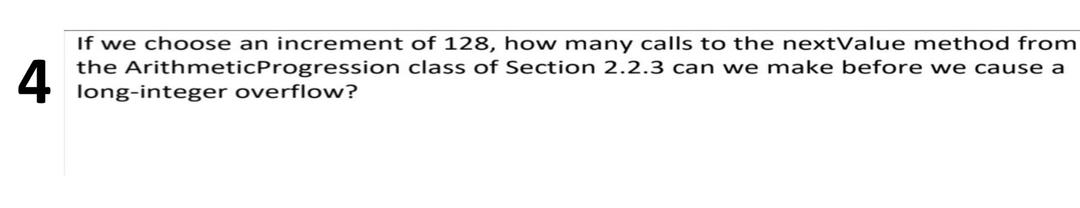 4
If we choose an increment of 128, how many calls to the nextValue method from
the ArithmeticProgression class of Section 2.2.3 can we make before we cause a
long-integer overflow?